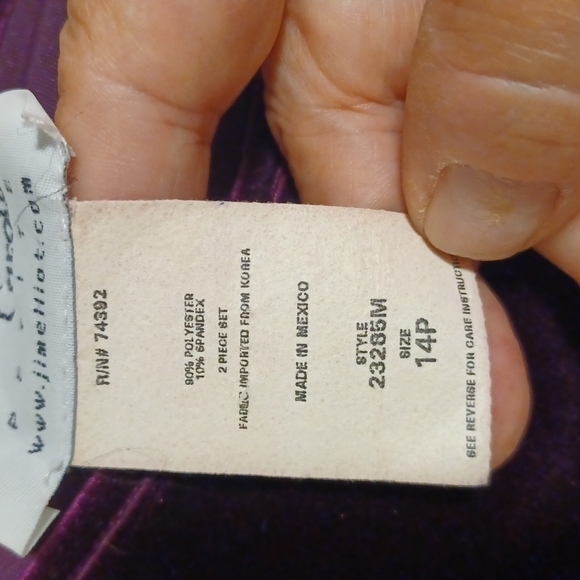 www.jimelliot.com
R/N# 74392
90% POLYESTER
10% SPANDEX
2 PIECE SET
FABRIC IMPORTED FROM KOREA
MADE IN MEXICO
STYLE
23285M
SIZE
14P
SEE REVERSE FOR CARE INSTRUCTI